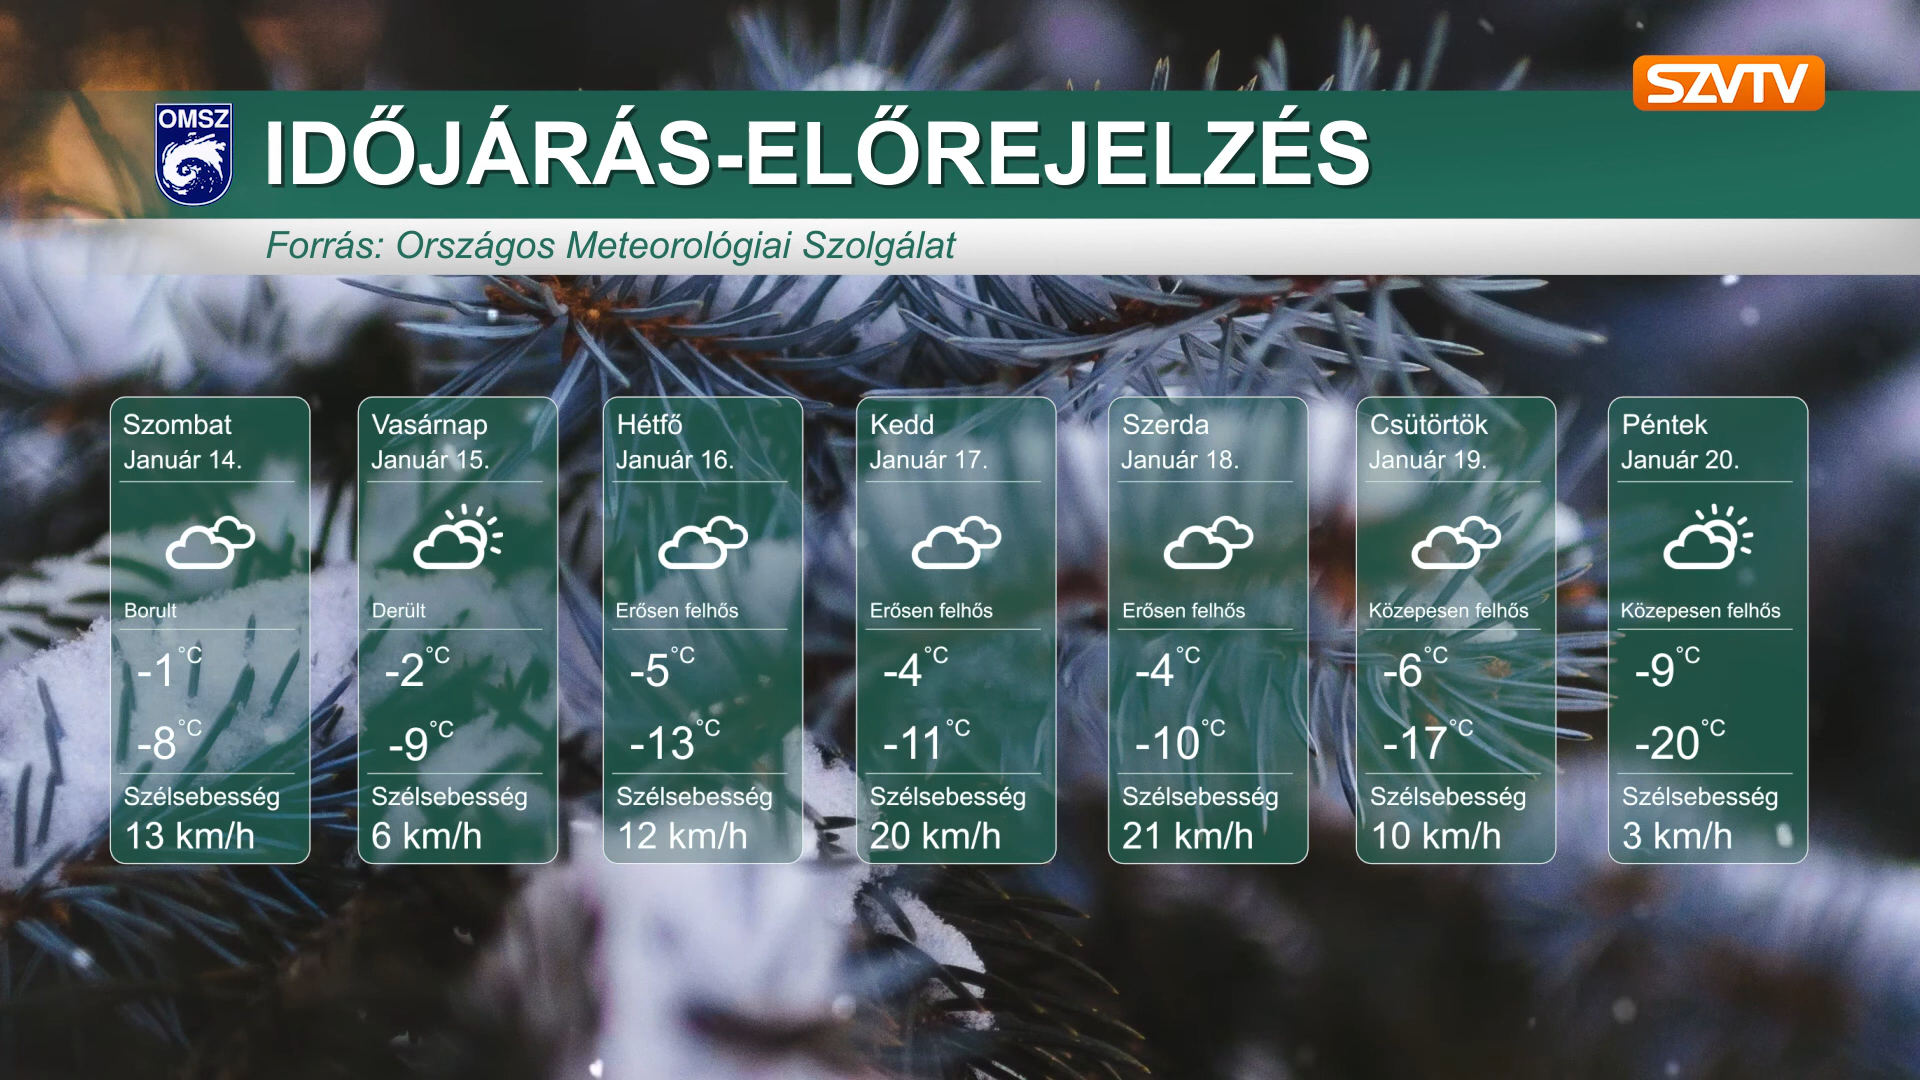 SZVTV
OMSZ
IDŐJÁRÁS-ELŐREJELZÉS
Forrás: Országos Meteorológiai Szolgálat
Szombat
Január 14.
Borult
-1°C
-8°C
Szélsebesség
13 km/h
Vasárnap
Január 15.
Derült
-2°C
-9°C
Szélsebesség
6 km/h
Hétfő
Január 16.
Erősen felhős
-5°C
-13°C
Szélsebesség
12 km/h
Kedd
Január 17.
Erősen felhős
-4°C
-11°C
Szélsebesség
20 km/h
Szerda
Január 18.
Erősen felhős
-4°C
-10°C
Szélsebesség
21 km/h
Csütörtök
Január 19.
Közepesen felhős
-6°C
-17°C
Szélsebesség
10 km/h
Péntek
Január 20.
Közepesen felhős
-9°C
-20°C
Szélsebesség
3 km/h